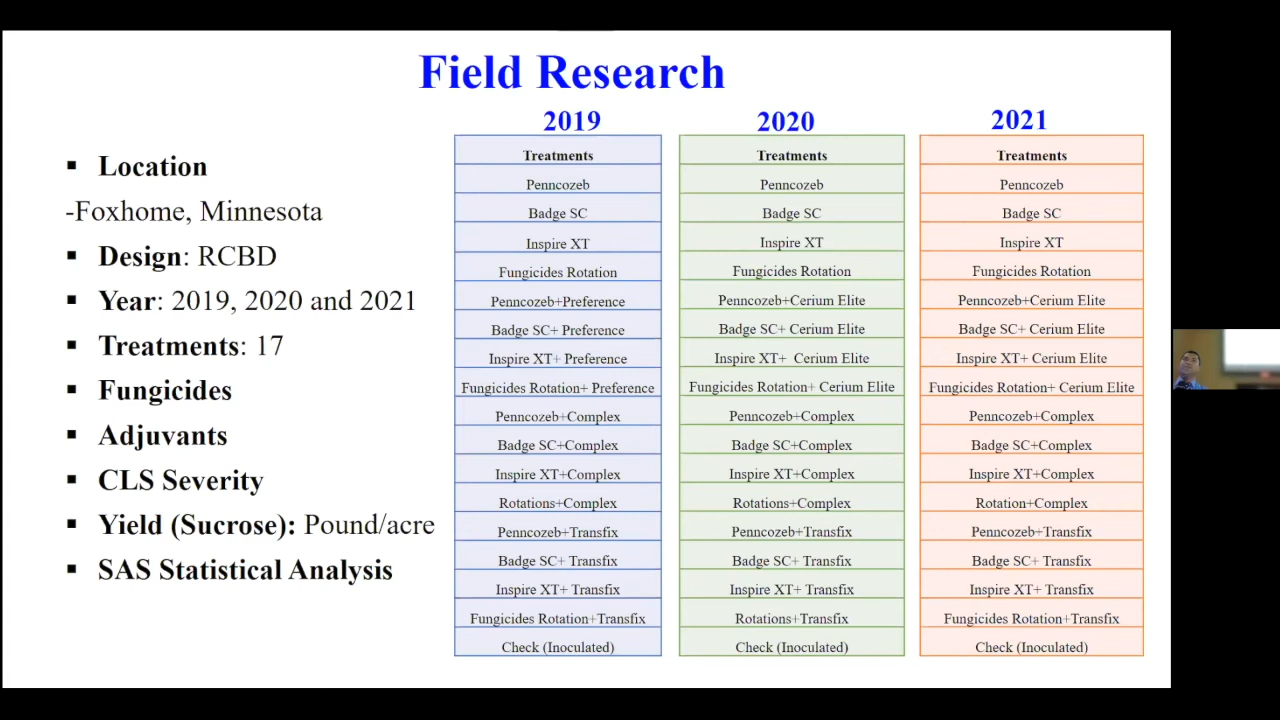 Field Research
▪ Location
-Foxhome, Minnesota
▪ Design: RCBD
▪ Year: 2019, 2020 and 2021
▪ Treatments: 17
▪ Fungicides
▪ Adjuvants
▪ CLS Severity
▪ Yield (Sucrose): Pound/acre
▪ SAS Statistical Analysis
2019
Treatments
Penncozeb
Badge SC
Inspire XT
Fungicides Rotation
Penncozeb+Preference
Badge SC+ Preference
Inspire XT+ Preference
Fungicides Rotation+ Preference
Penncozeb+Complex
Badge SC+Complex
Inspire XT+Complex
Rotations+Complex
Penncozeb+Transfix
Badge SC+ Transfix
Inspire XT+ Transfix
Fungicides Rotation+Transfix
Check (Inoculated)
2020
Treatments
Penncozeb
Badge SC
Inspire XT
Fungicides Rotation
Penncozeb+Cerium Elite
Badge SC+ Cerium Elite
Inspire XT+ Cerium Elite
Fungicides Rotation+ Cerium Elite
Penncozeb+Complex
Badge SC+Complex
Inspire XT+Complex
Rotations+Complex
Penncozeb+Transfix
Badge SC+ Transfix
Inspire XT+ Transfix
Rotations+Transfix
Check (Inoculated)
2021
Treatments
Penncozeb
Badge SC
Inspire XT
Fungicides Rotation
Penncozeb+Cerium Elite
Badge SC+ Cerium Elite
Inspire XT+ Cerium Elite
Fungicides Rotation+ Cerium Elite
Penncozeb+Complex
Badge SC+Complex
Inspire XT+Complex
Rotation+Complex
Penncozeb+Transfix
Badge SC+ Transfix
Inspire XT+ Transfix
Fungicides Rotation+Transfix
Check (Inoculated)